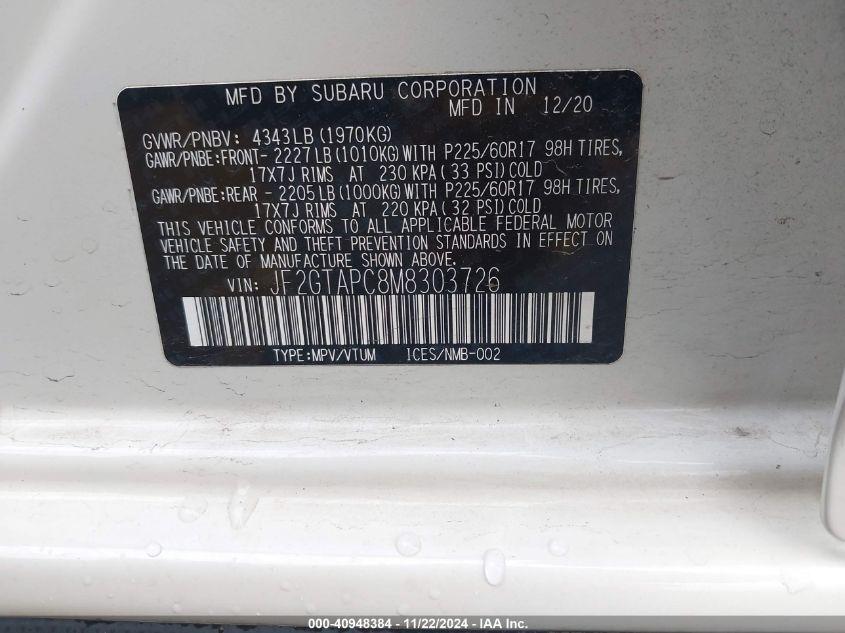 MFD BY SUBARU CORPORATION
MFD IN 12/20
GVWR/PNBV: 4343LB(1970KG)
GAWR/PNBE:FRONT- 2227LB(1010KG)WITH P225/60R17 98H TIRES,
17X7J RIMS AT 230 KPA(33 PSI)COLD
GAWR/PNBE:REAR - 2205LB(1000KG)WITH P225/60R17 98H TIRES,
17X7J RIMS AT 220 KPA(32 PSI)COLD
THIS VEHICLE CONFORMS TO ALL APPLICABLE FEDERAL MOTOR
VEHICLE SAFETY AND THEFT PREVENTION STANDARDS IN EFFECT ON
THE DATE OF MANUFACTURE SHOWN ABOVE.
VIN: JF2GTAPC8M8303726
TYPE:MPV/VTUM ICES/NMB-002
000-40948384 - 11/22/2024 - IAA Inc.